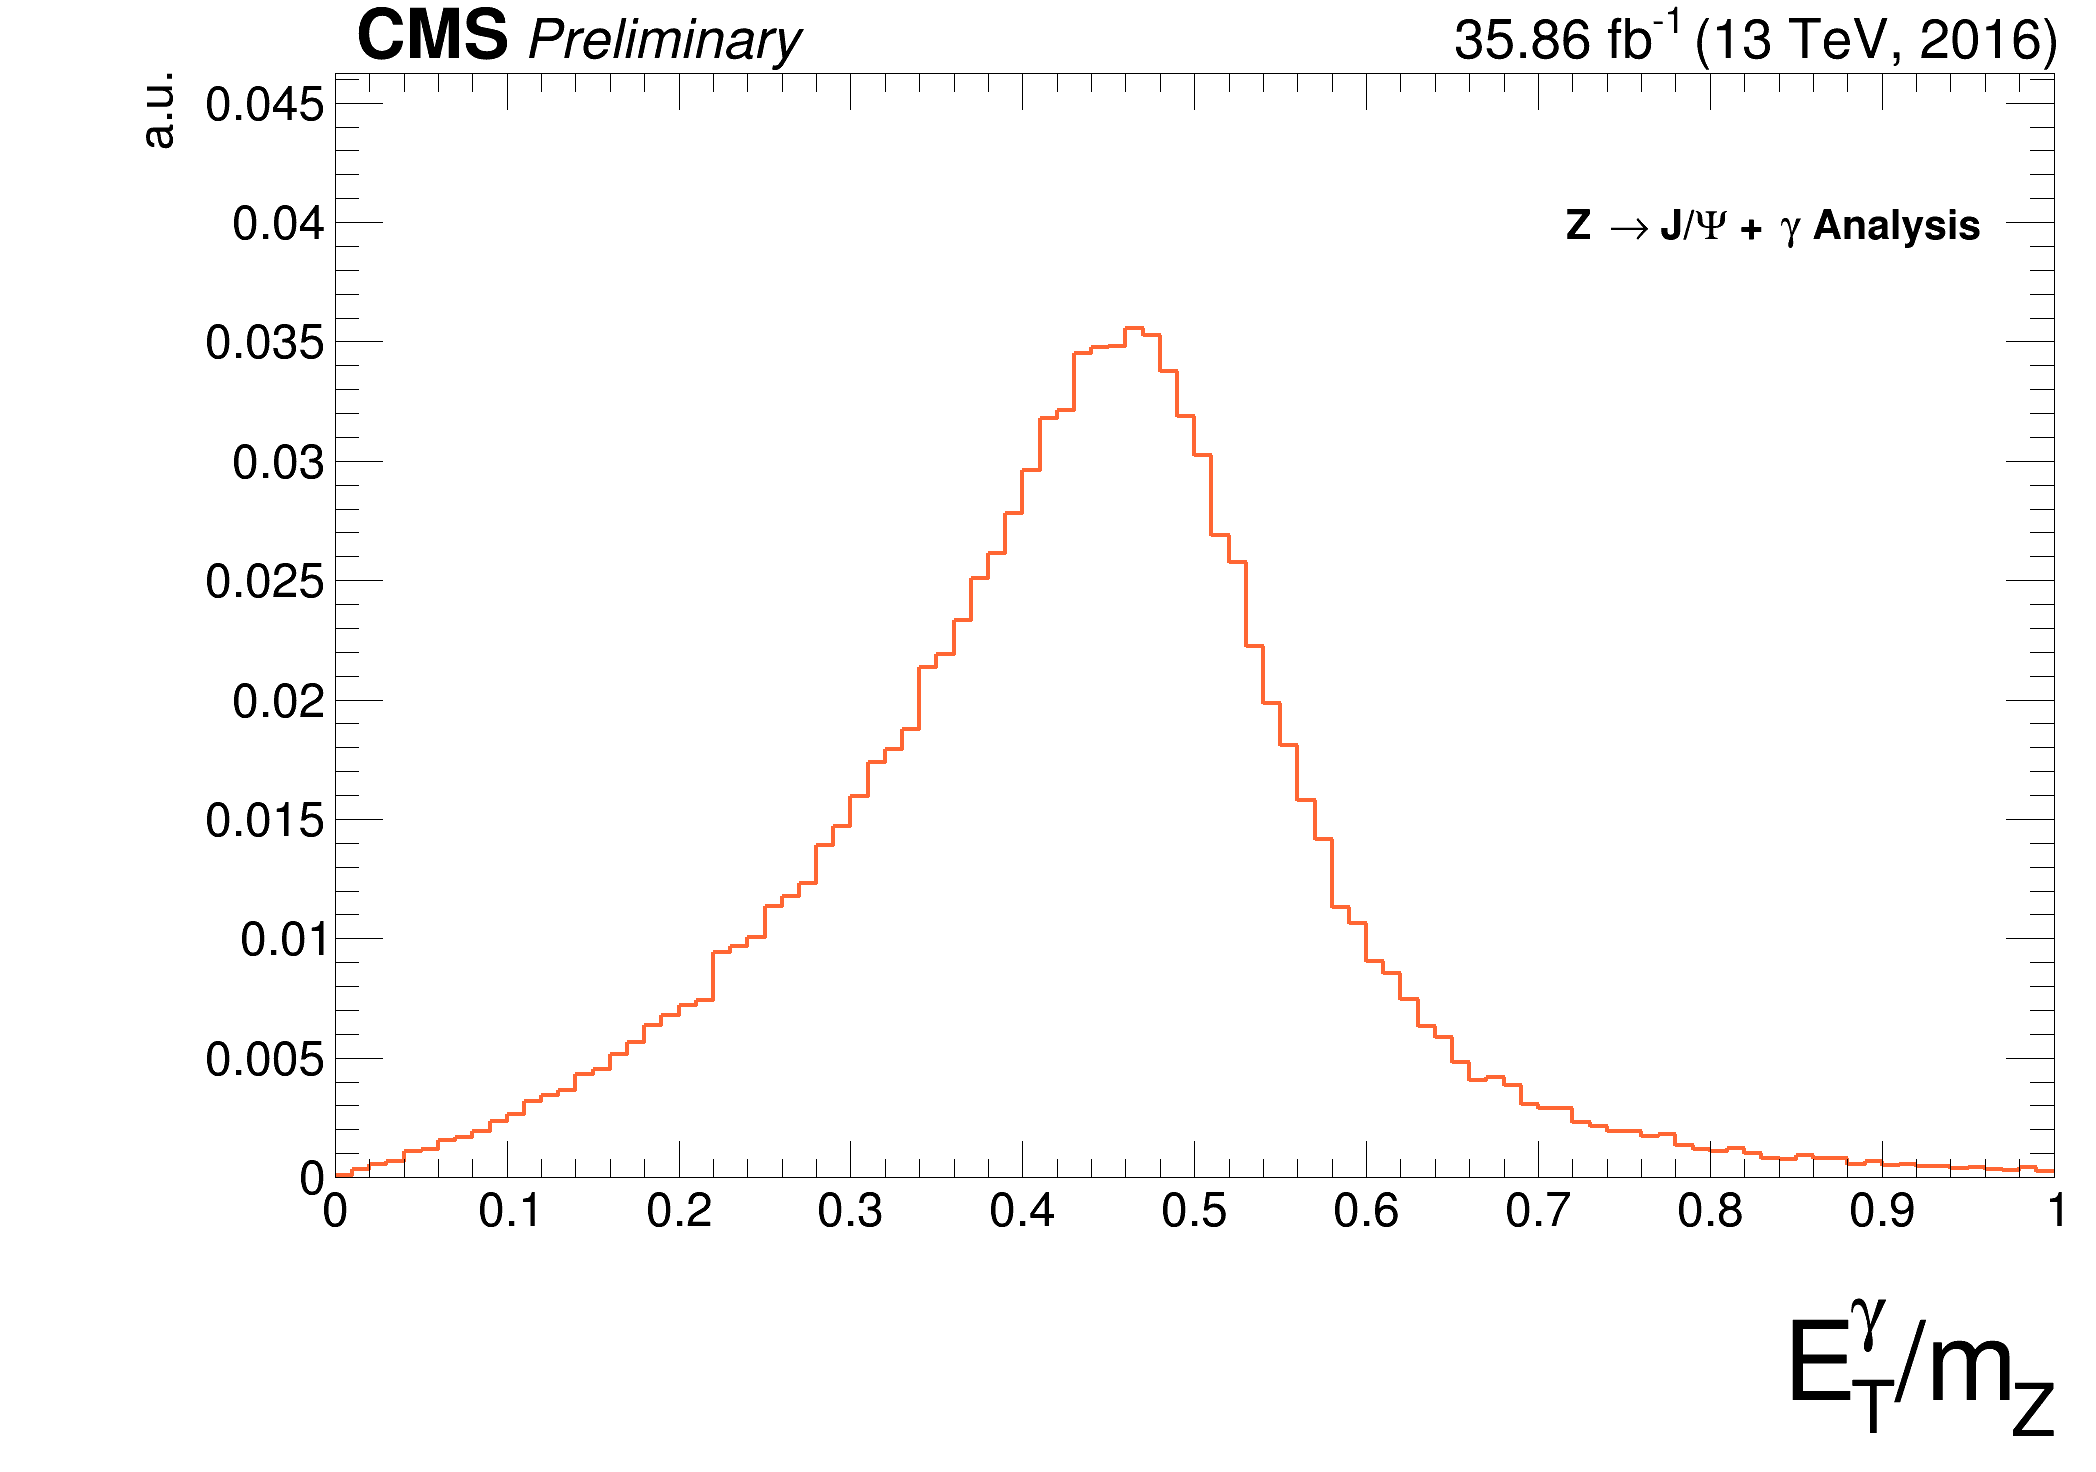 CMS Preliminary 35.86 fb⁻¹ (13 TeV, 2016)
a.u.
0.045
0.04
Z → J/Ψ + γ Analysis
0.035
0.03
0.025
0.02
0.015
0.01
0.005
0
0 0.1 0.2 0.3 0.4 0.5 0.6 0.7 0.8 0.9 1
E_T^γ/m_Z